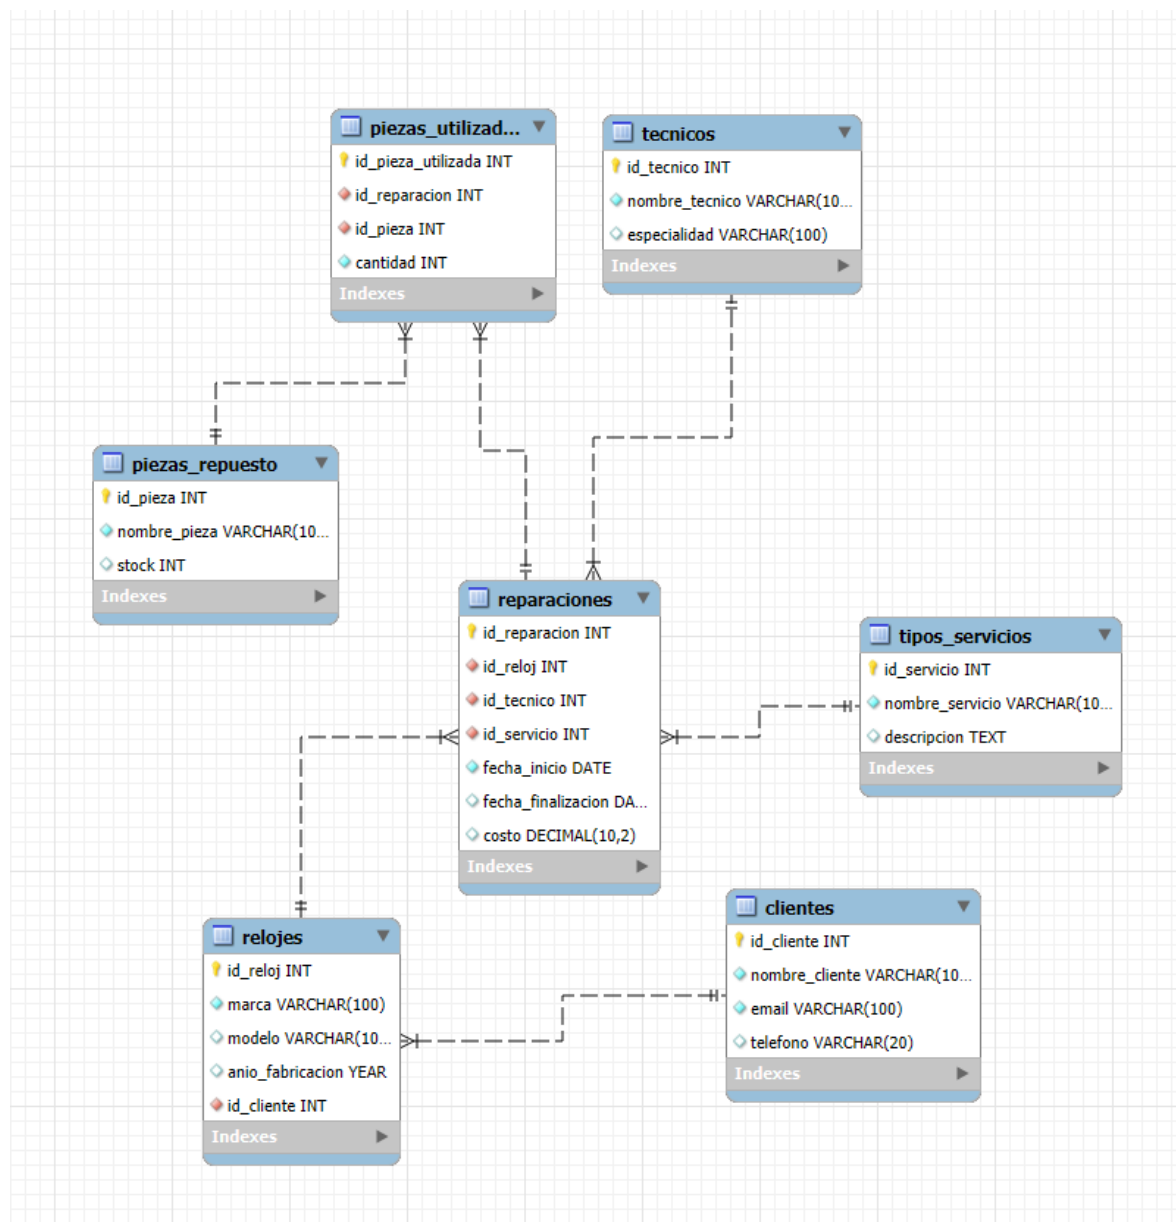 piezas_utilizad...
id_pieza_utilizada INT
id_reparacion INT
id_pieza INT
cantidad INT
Indexes
tecnicos
id_tecnico INT
nombre_tecnico VARCHAR(10...
especialidad VARCHAR(100)
Indexes
piezas_repuesto
id_pieza INT
nombre_pieza VARCHAR(10...
stock INT
Indexes
reparaciones
id_reparacion INT
id_reloj INT
id_tecnico INT
id_servicio INT
fecha_inicio DATE
fecha_finalizacion DA...
costo DECIMAL(10,2)
Indexes
tipos_servicios
id_servicio INT
nombre_servicio VARCHAR(10...
descripcion TEXT
Indexes
relojes
id_reloj INT
marca VARCHAR(100)
modelo VARCHAR(10...
anio_fabricacion YEAR
id_cliente INT
Indexes
clientes
id_cliente INT
nombre_cliente VARCHAR(10...
email VARCHAR(100)
telefono VARCHAR(20)
Indexes